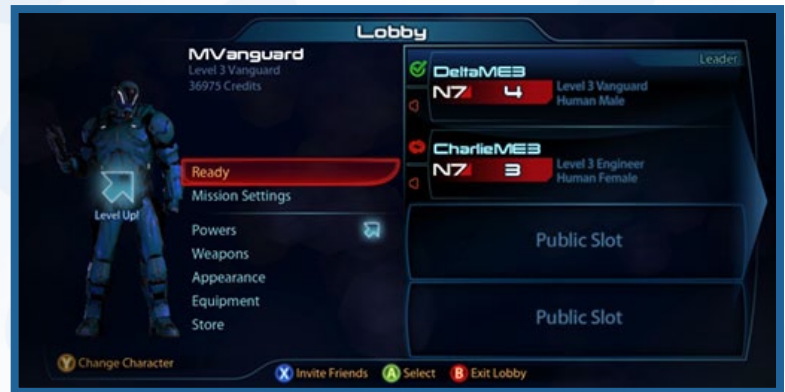 Lobby
MVanguard
Level 3 Vanguard
36975 Credits
Level Up!
Ready
Mission Settings
Powers
Weapons
Appearance
Equipment
Store
Leader
DeltaME3
N7 4
Level 3 Vanguard
Human Male
CharlieME3
N7 3
Level 3 Engineer
Human Female
Public Slot
Public Slot
Y Change Character
X Invite Friends A Select B Exit Lobby